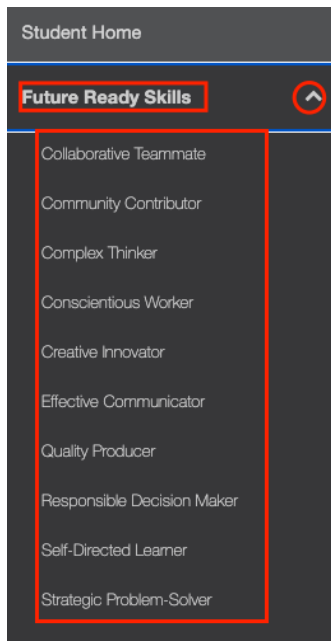 Student Home
Future Ready Skills
Collaborative Teammate
Community Contributor
Complex Thinker
Conscientious Worker
Creative Innovator
Effective Communicator
Quality Producer
Responsible Decision Maker
Self-Directed Learner
Strategic Problem-Solver